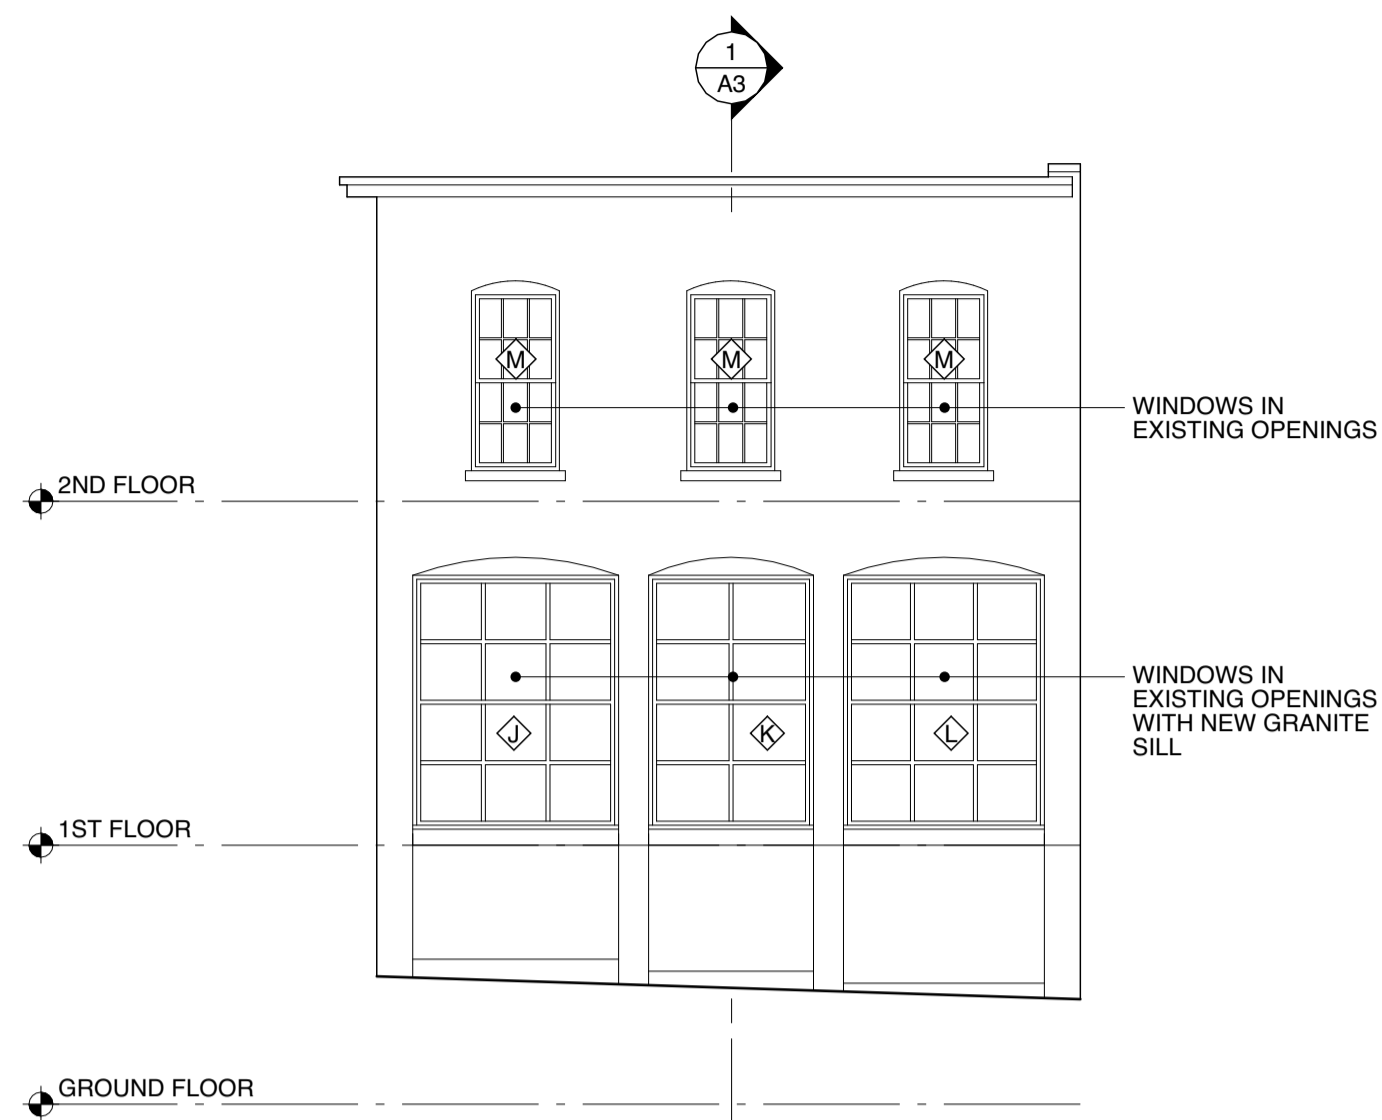 1
A3
M
M
M
WINDOWS IN
EXISTING OPENINGS
2ND FLOOR
WINDOWS IN
EXISTING OPENINGS
WITH NEW GRANITE
SILL
J
K
L
1ST FLOOR
GROUND FLOOR